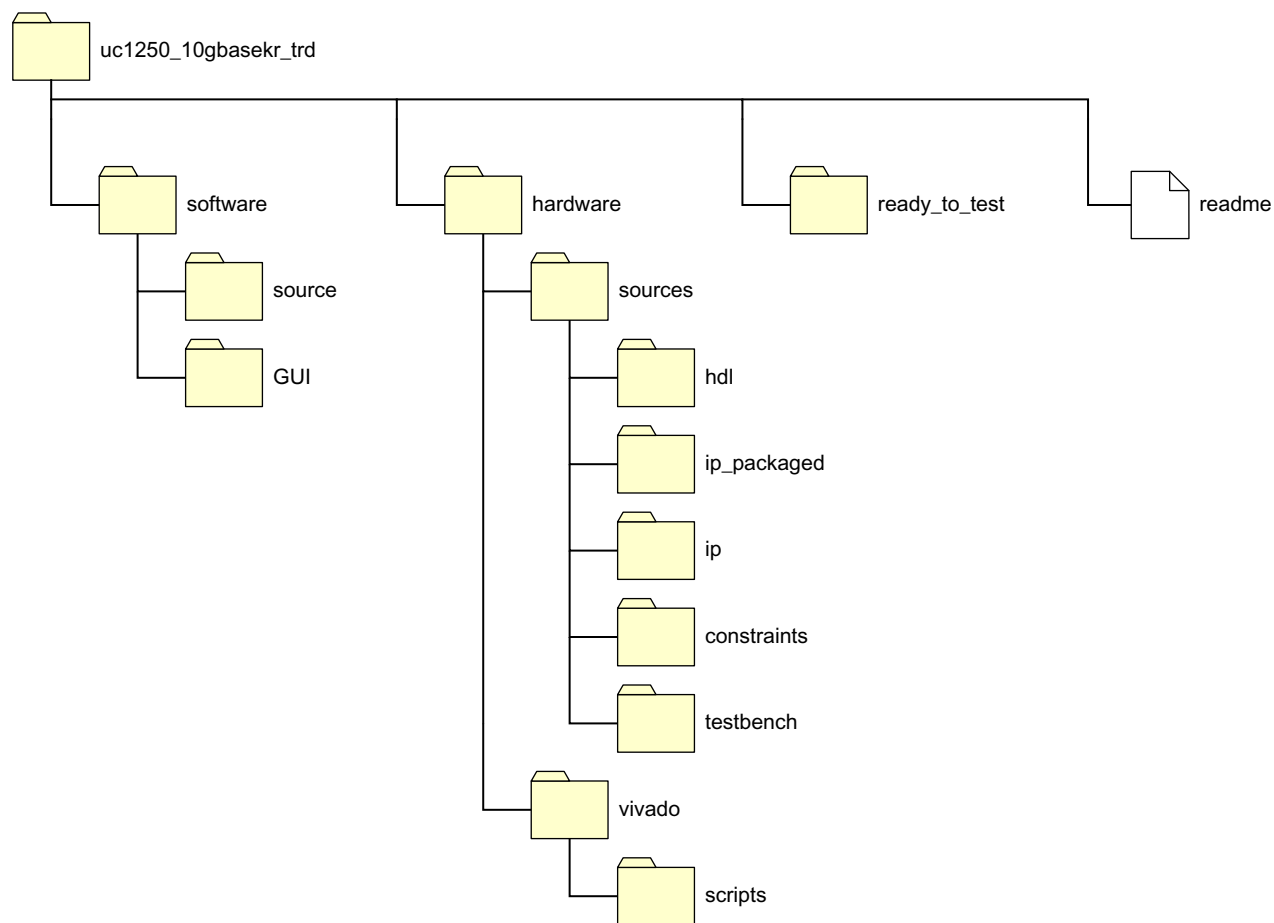 uc1250_10gbasekr_trd
software
hardware
ready_to_test
readme
source
sources
GUI
hdl
ip_packaged
ip
constraints
testbench
vivado
scripts